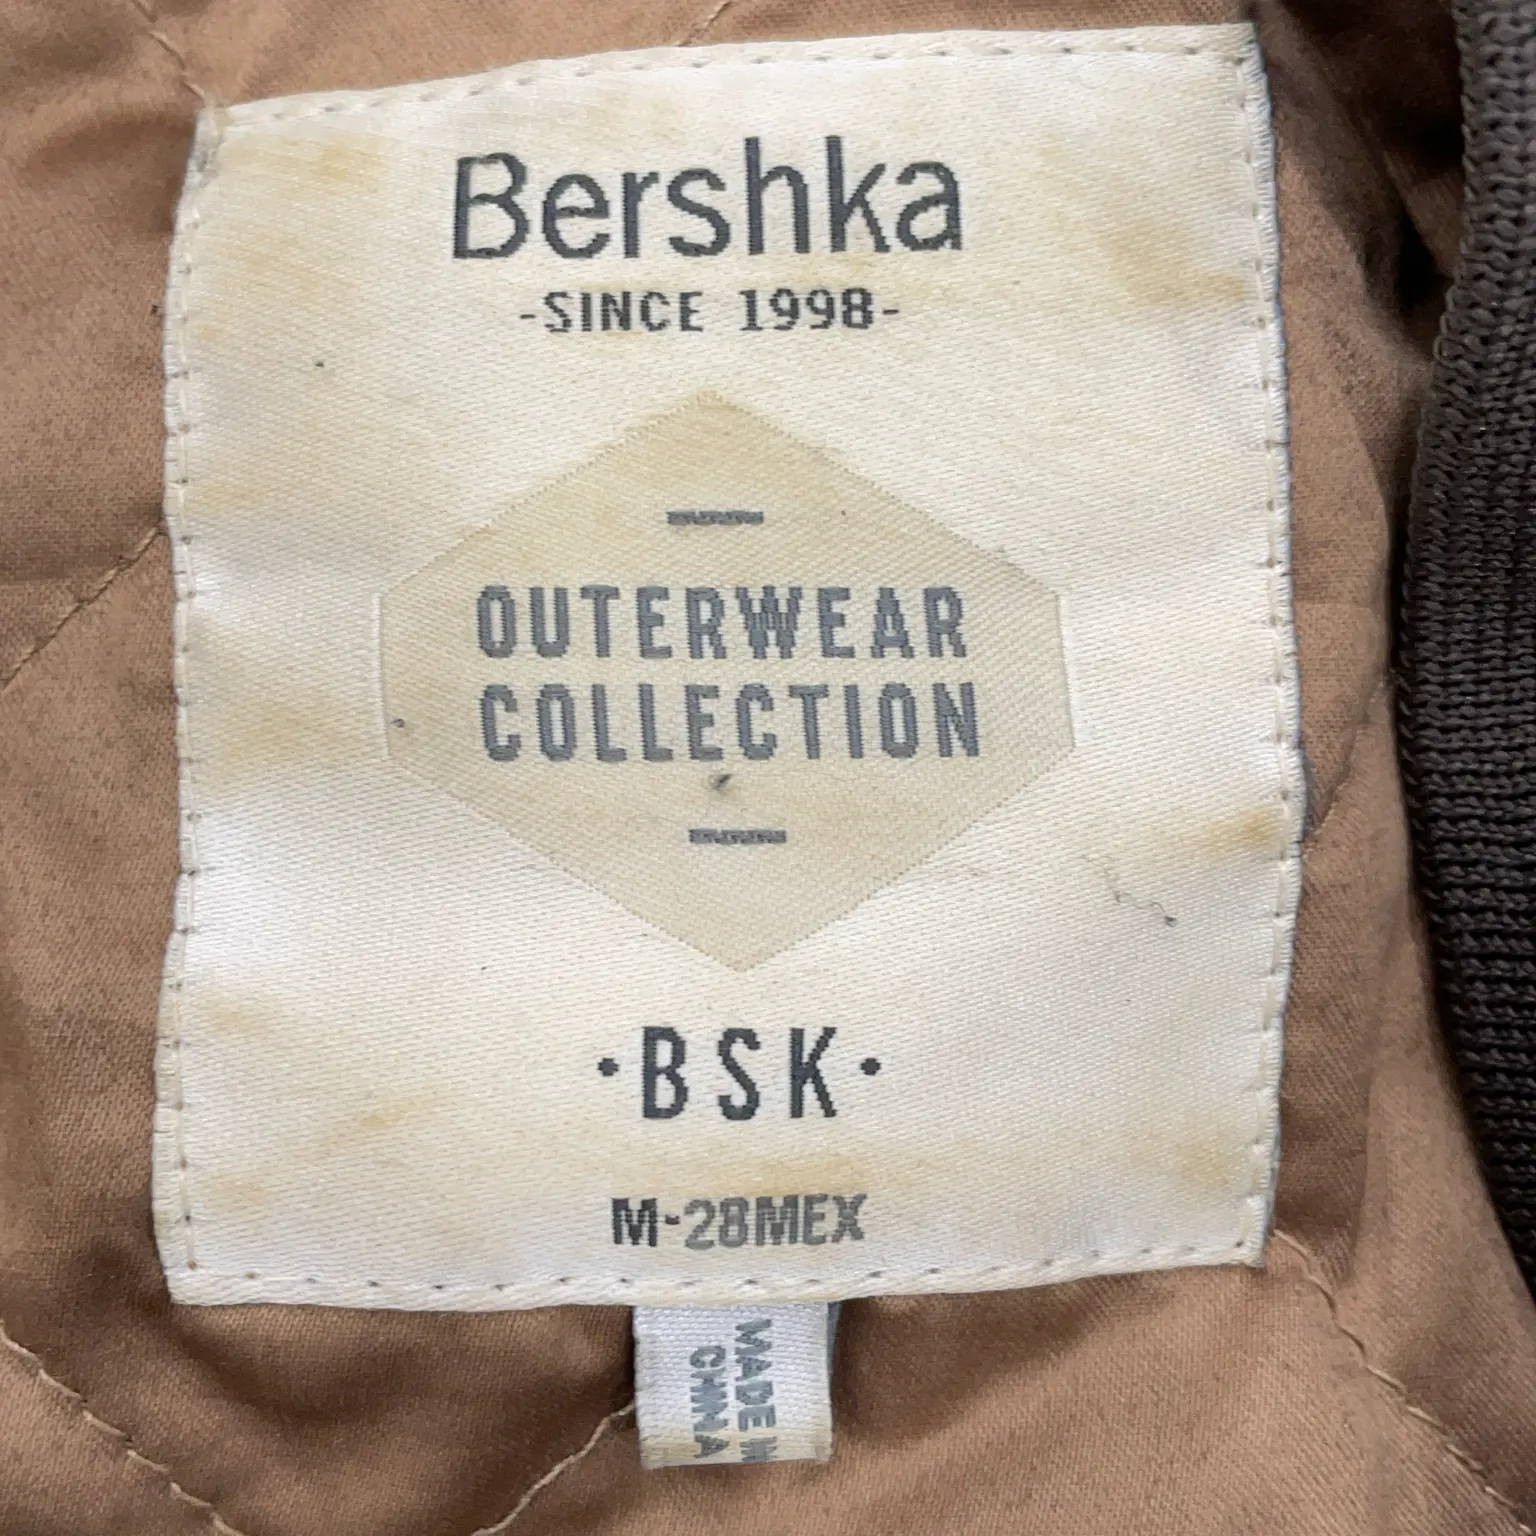 Bershka
-SINCE 1998-
OUTERWEAR
COLLECTION
·BSK·
M-28MEX
MADE IN
CHINA